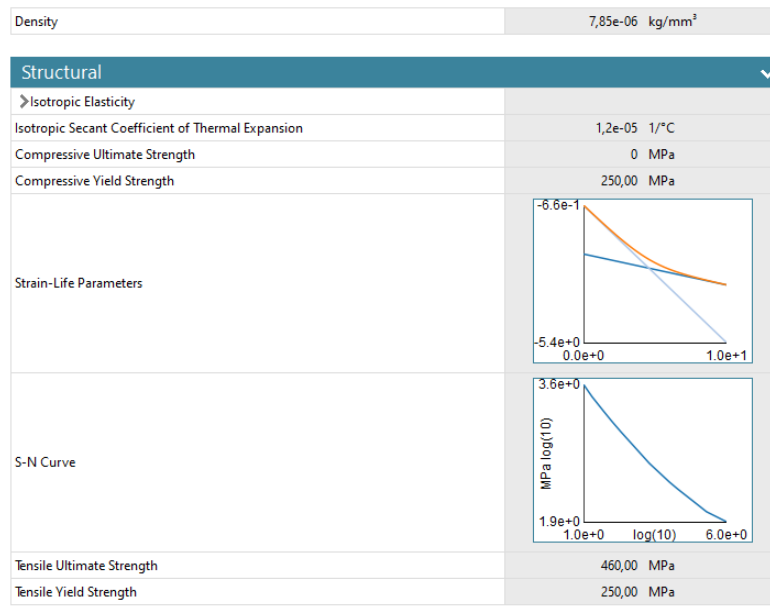 Density 7,85e-06 kg/mm³
Structural
Isotropic Elasticity
Isotropic Secant Coefficient of Thermal Expansion 1,2e-05 1/°C
Compressive Ultimate Strength 0 MPa
Compressive Yield Strength 250,00 MPa
Strain-Life Parameters
-6.6e-1
-5.4e+0
0.0e+0 1.0e+1
S-N Curve
3.6e+0
MPa log(10)
1.9e+0
1.0e+0 log(10) 6.0e+0
Tensile Ultimate Strength 460,00 MPa
Tensile Yield Strength 250,00 MPa